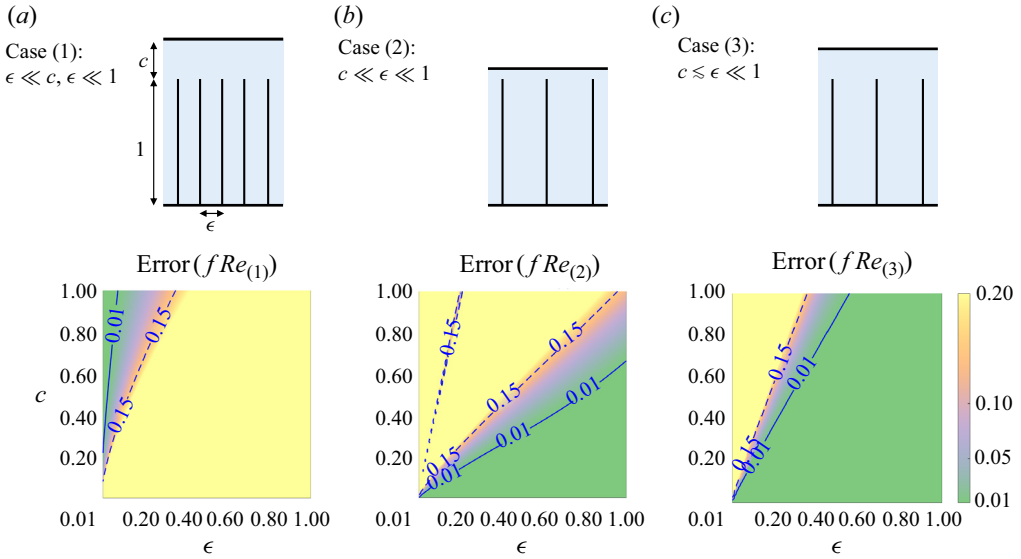 (a)
Case (1):
ϵ ≪ c, ϵ ≪ 1
c
1
ϵ
(b)
Case (2):
c ≪ ϵ ≪ 1
(c)
Case (3):
c ≲ ϵ ≪ 1
Error(f Re(1))
1.00
0.80
0.60
0.40
0.20
0.01
c
0.01
0.15
0.15
0.20 0.40 0.60 0.80 1.00
ϵ
Error(f Re(2))
1.00
0.80
0.60
0.40
0.20
0.01
0.15
0.15
0.15
0.15
0.01
0.01
0.01
0.20 0.40 0.60 0.80 1.00
ϵ
Error(f Re(3))
1.00
0.80
0.60
0.40
0.20
0.01
0.15
0.01
0.15
0.01
0.20 0.40 0.60 0.80 1.00
ϵ
0.20
0.10
0.05
0.01